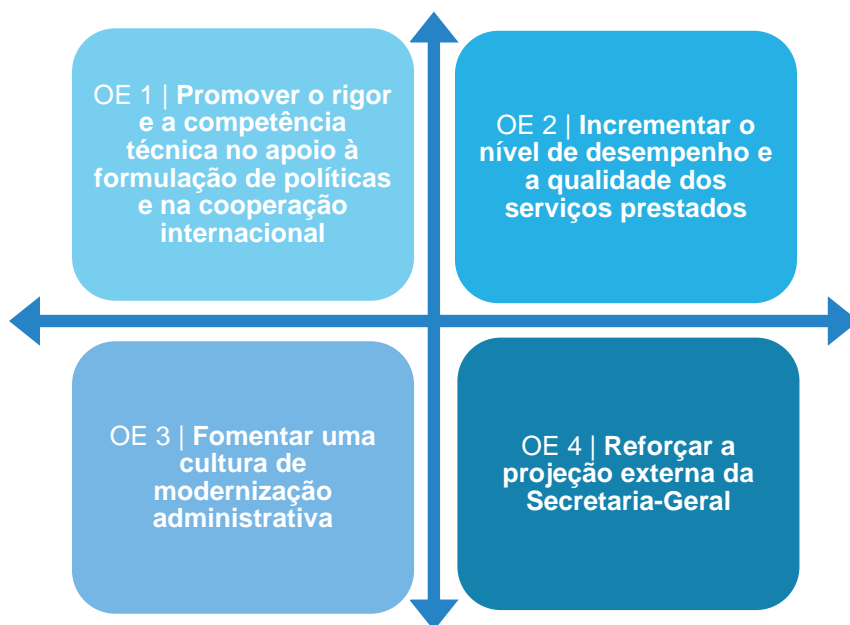 OE 1 | Promover o rigor
e a competência
técnica no apoio à
formulação de políticas
e na cooperação
internacional
OE 2 | Incrementar o
nível de desempenho e
a qualidade dos
serviços prestados
OE 3 | Fomentar uma
cultura de
modernização
administrativa
OE 4 | Reforçar a
projeção externa da
Secretaria-Geral